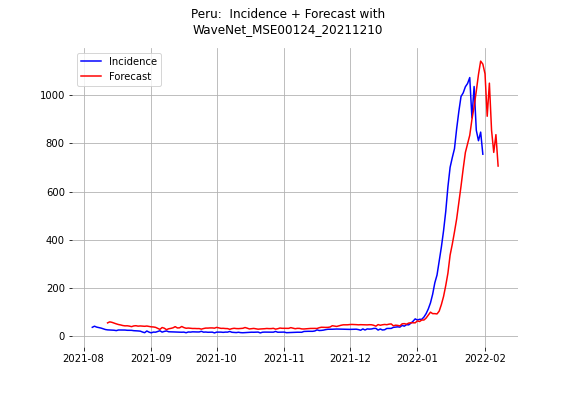 Peru:  Incidence + Forecast with
WaveNet_MSE00124_20211210
Incidence
Forecast
1000
800
600
400
200
0
2021-08 2021-09 2021-10 2021-11 2021-12 2022-01 2022-02